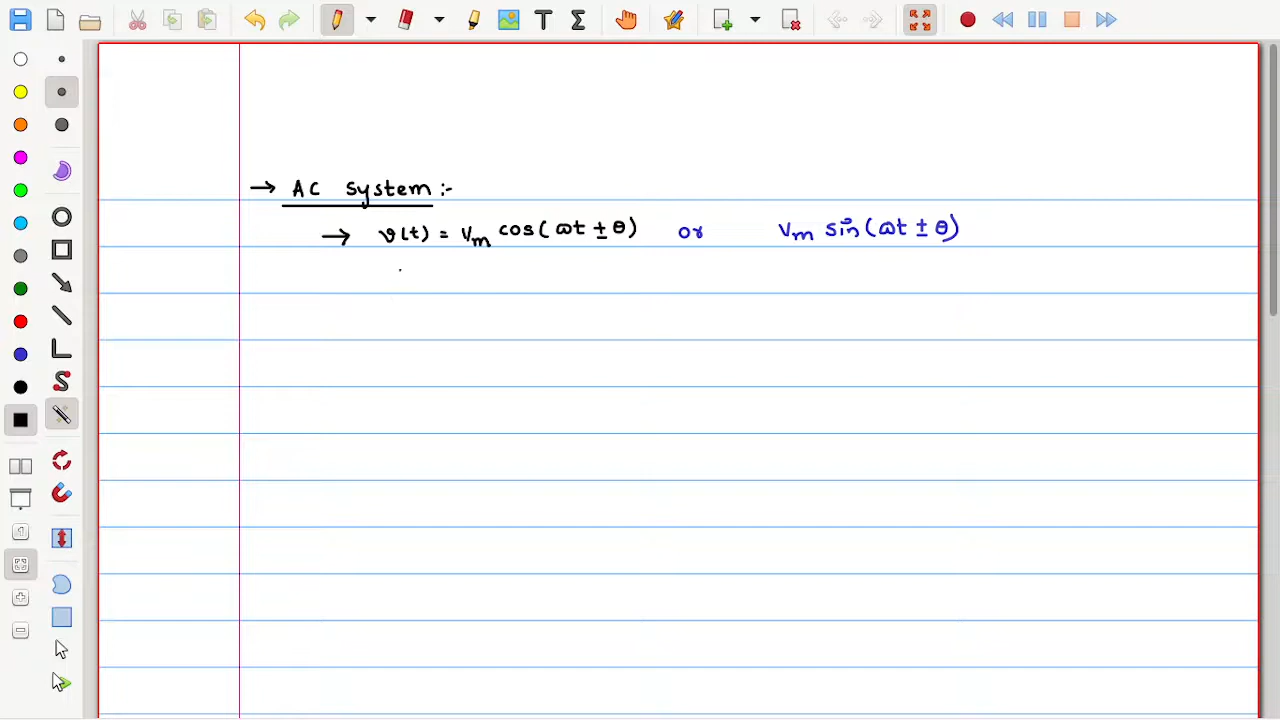 → AC system :-
→ v(t) = Vm cos(ωt ± θ) or Vm sin(ωt ± θ)